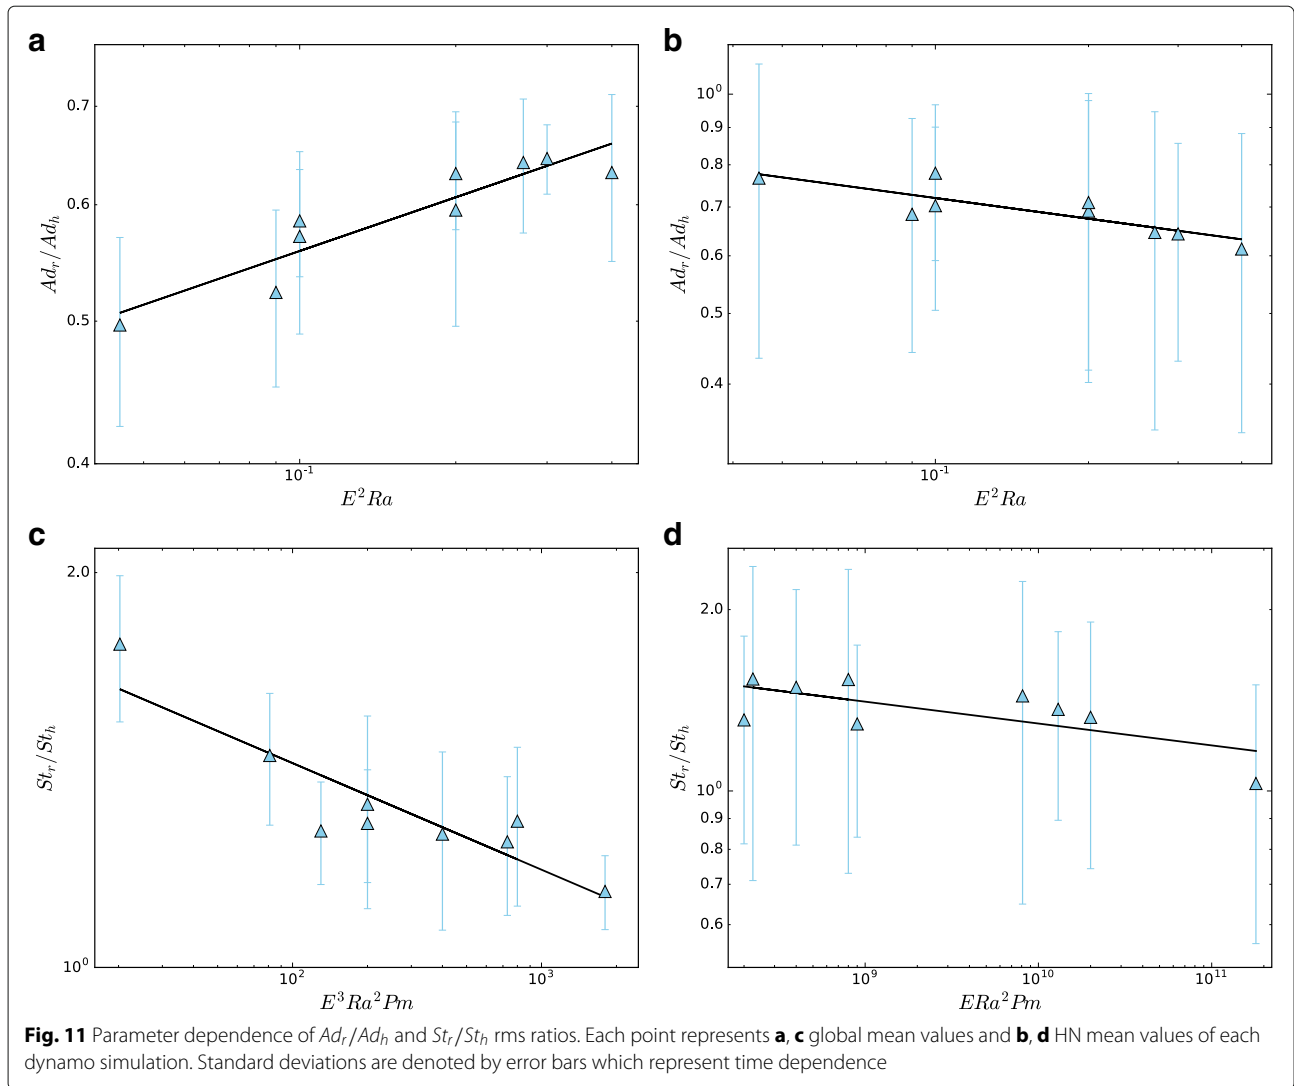 a
b
0.7
0.6
0.5
0.4
Ad_r/Ad_h
10^-1
E^2Ra
10^0
0.9
0.8
0.7
0.6
0.5
0.4
Ad_r/Ad_h
10^-1
E^2Ra
c
d
2.0
10^0
St_r/St_h
10^2 10^3
E^3Ra^2Pm
2.0
10^0
0.9
0.8
0.7
0.6
St_r/St_h
10^9 10^10 10^11
ERa^2Pm
Fig. 11 Parameter dependence of Ad_r/Ad_h and St_r/St_h rms ratios. Each point represents a, c global mean values and b, d HN mean values of each
dynamo simulation. Standard deviations are denoted by error bars which represent time dependence